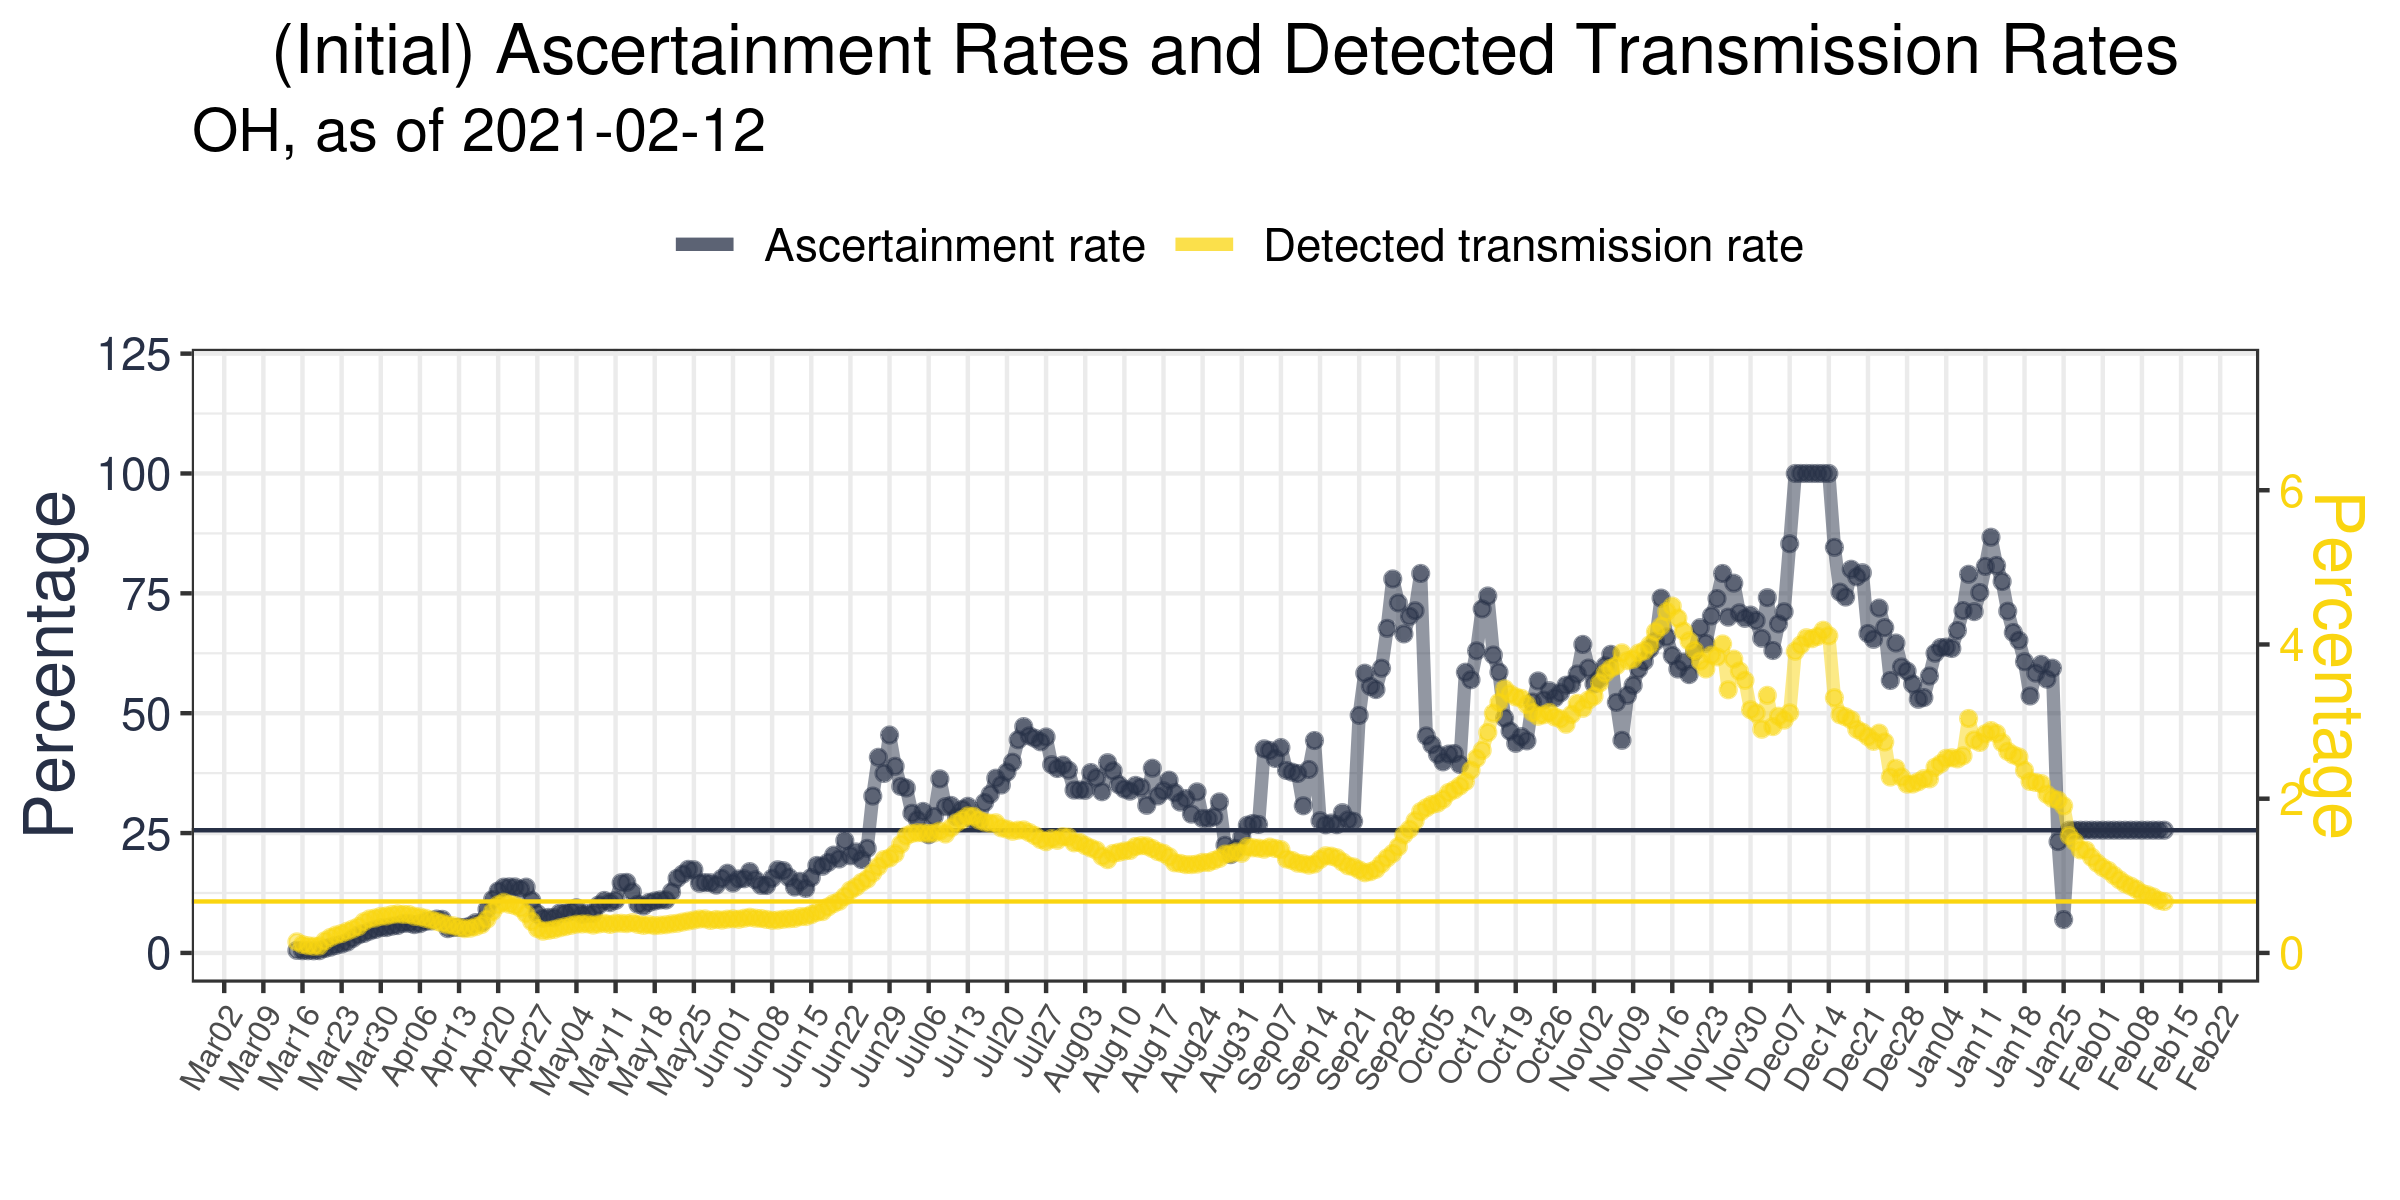 (Initial) Ascertainment Rates and Detected Transmission Rates
OH, as of 2021-02-12
Ascertainment rate
Detected transmission rate
Percentage
125
100
75
50
25
0
6
4
2
0
Percentage
Mar02
Mar09
Mar16
Mar23
Mar30
Apr06
Apr13
Apr20
Apr27
May04
May11
May18
May25
Jun01
Jun08
Jun15
Jun22
Jun29
Jul06
Jul13
Jul20
Jul27
Aug03
Aug10
Aug17
Aug24
Aug31
Sep07
Sep14
Sep21
Sep28
Oct05
Oct12
Oct19
Oct26
Nov02
Nov09
Nov16
Nov23
Nov30
Dec07
Dec14
Dec21
Dec28
Jan04
Jan11
Jan18
Jan25
Feb01
Feb08
Feb15
Feb22